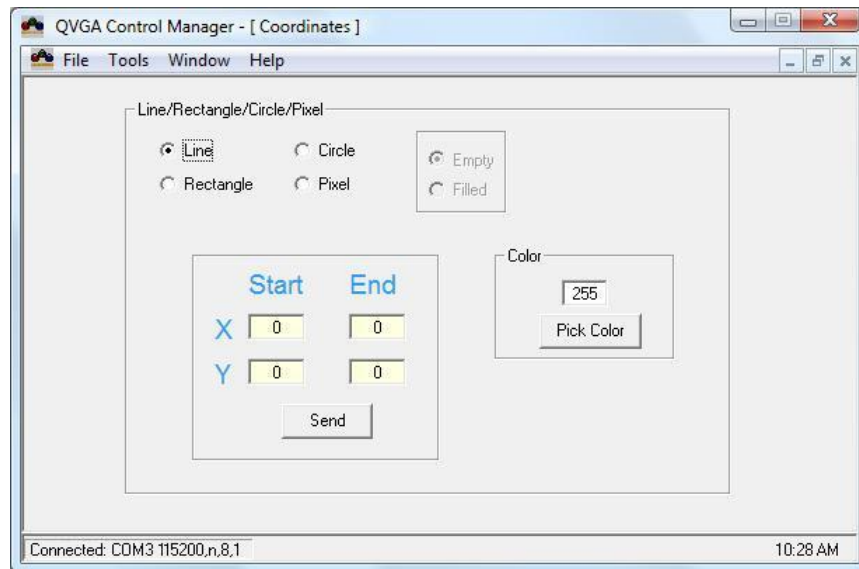 QVGA Control Manager - [ Coordinates ]
File Tools Window Help
Line/Rectangle/Circle/Pixel
Line Circle
Rectangle Pixel
Empty
Filled
Start End
X 0 0
Y 0 0
Send
Color
255
Pick Color
Connected: COM3 115200,n,8,1 10:28 AM